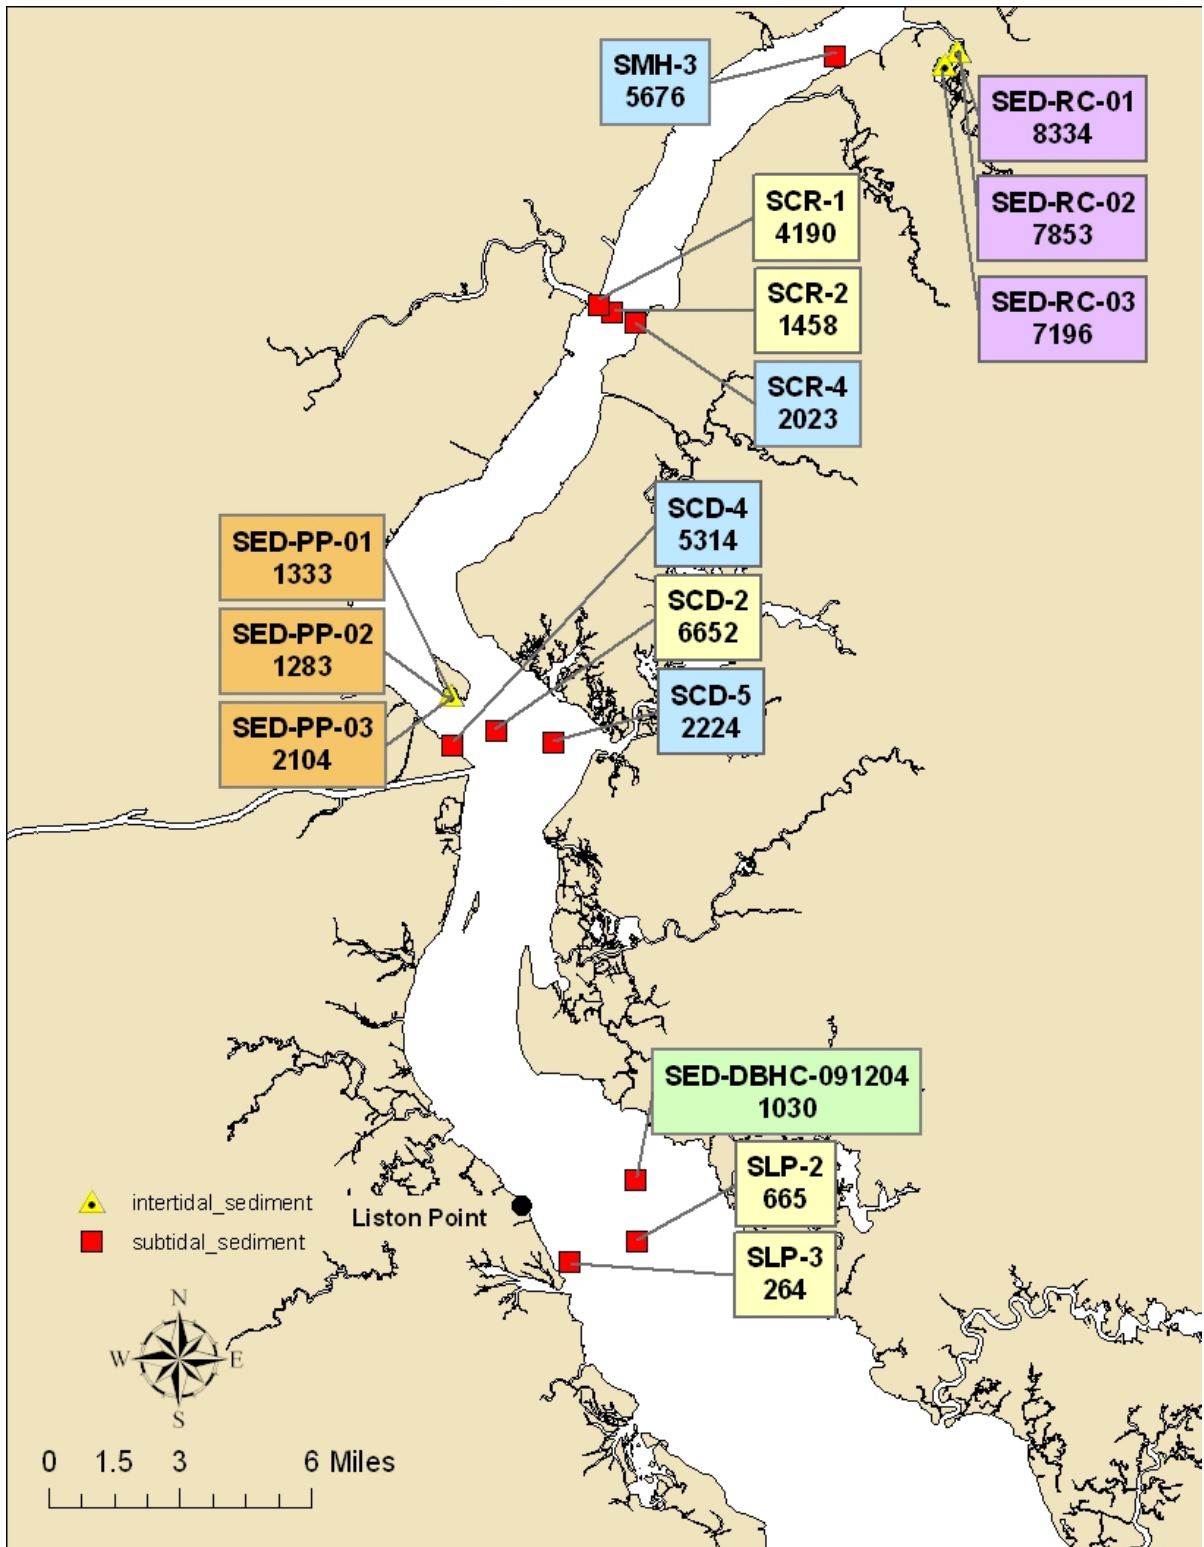 SMH-3
5676
SED-RC-01
8334
SCR-1
4190
SED-RC-02
7853
SCR-2
1458
SED-RC-03
7196
SCR-4
2023
SCD-4
5314
SED-PP-01
1333
SCD-2
6652
SED-PP-02
1283
SCD-5
2224
SED-PP-03
2104
SED-DBHC-091204
1030
SLP-2
665
intertidal_sediment
Liston Point
subtidal_sediment
SLP-3
264
N
W E
S
0 1.5 3 6 Miles